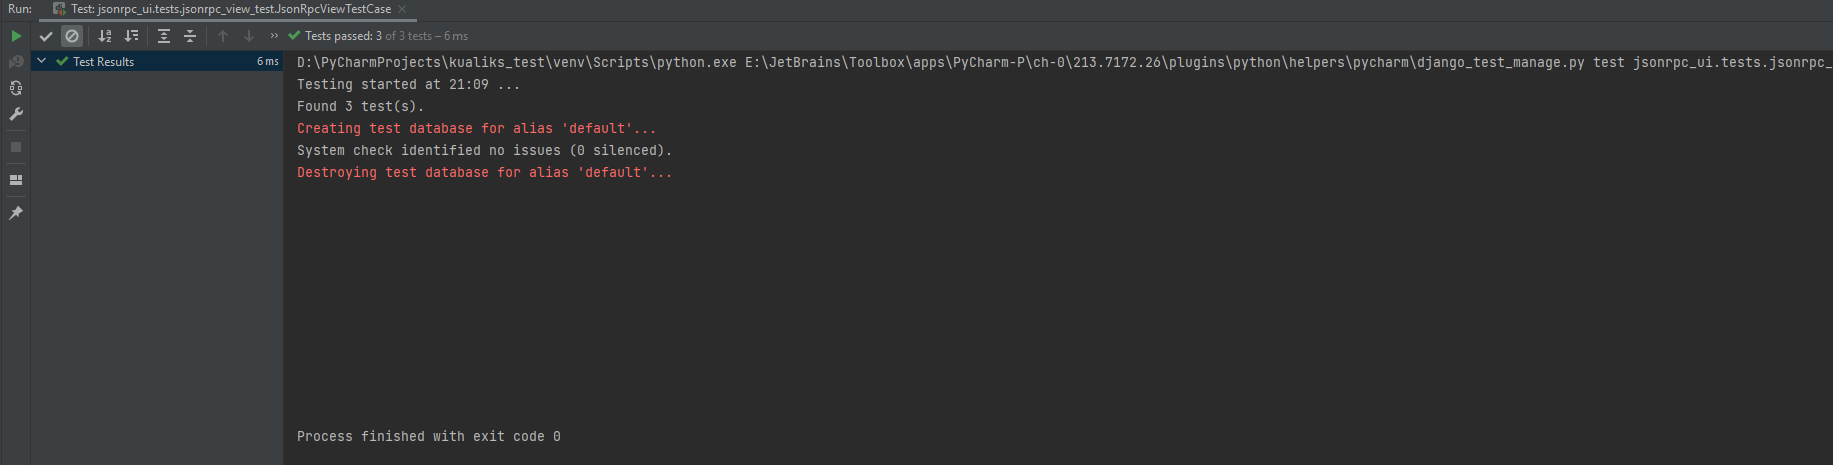 Run: Test: jsonrpc_ui.tests.jsonrpc_view_test.JsonRpcViewTestCase
Tests passed: 3 of 3 tests – 6 ms
Test Results 6 ms
D:\PyCharmProjects\kualiks_test\venv\Scripts\python.exe E:\JetBrains\Toolbox\apps\PyCharm-P\ch-0\213.7172.26\plugins\python\helpers\pycharm\django_test_manage.py test jsonrpc_ui.tests.jsonrpc_
Testing started at 21:09 ...
Found 3 test(s).
Creating test database for alias 'default'...
System check identified no issues (0 silenced).
Destroying test database for alias 'default'...
Process finished with exit code 0